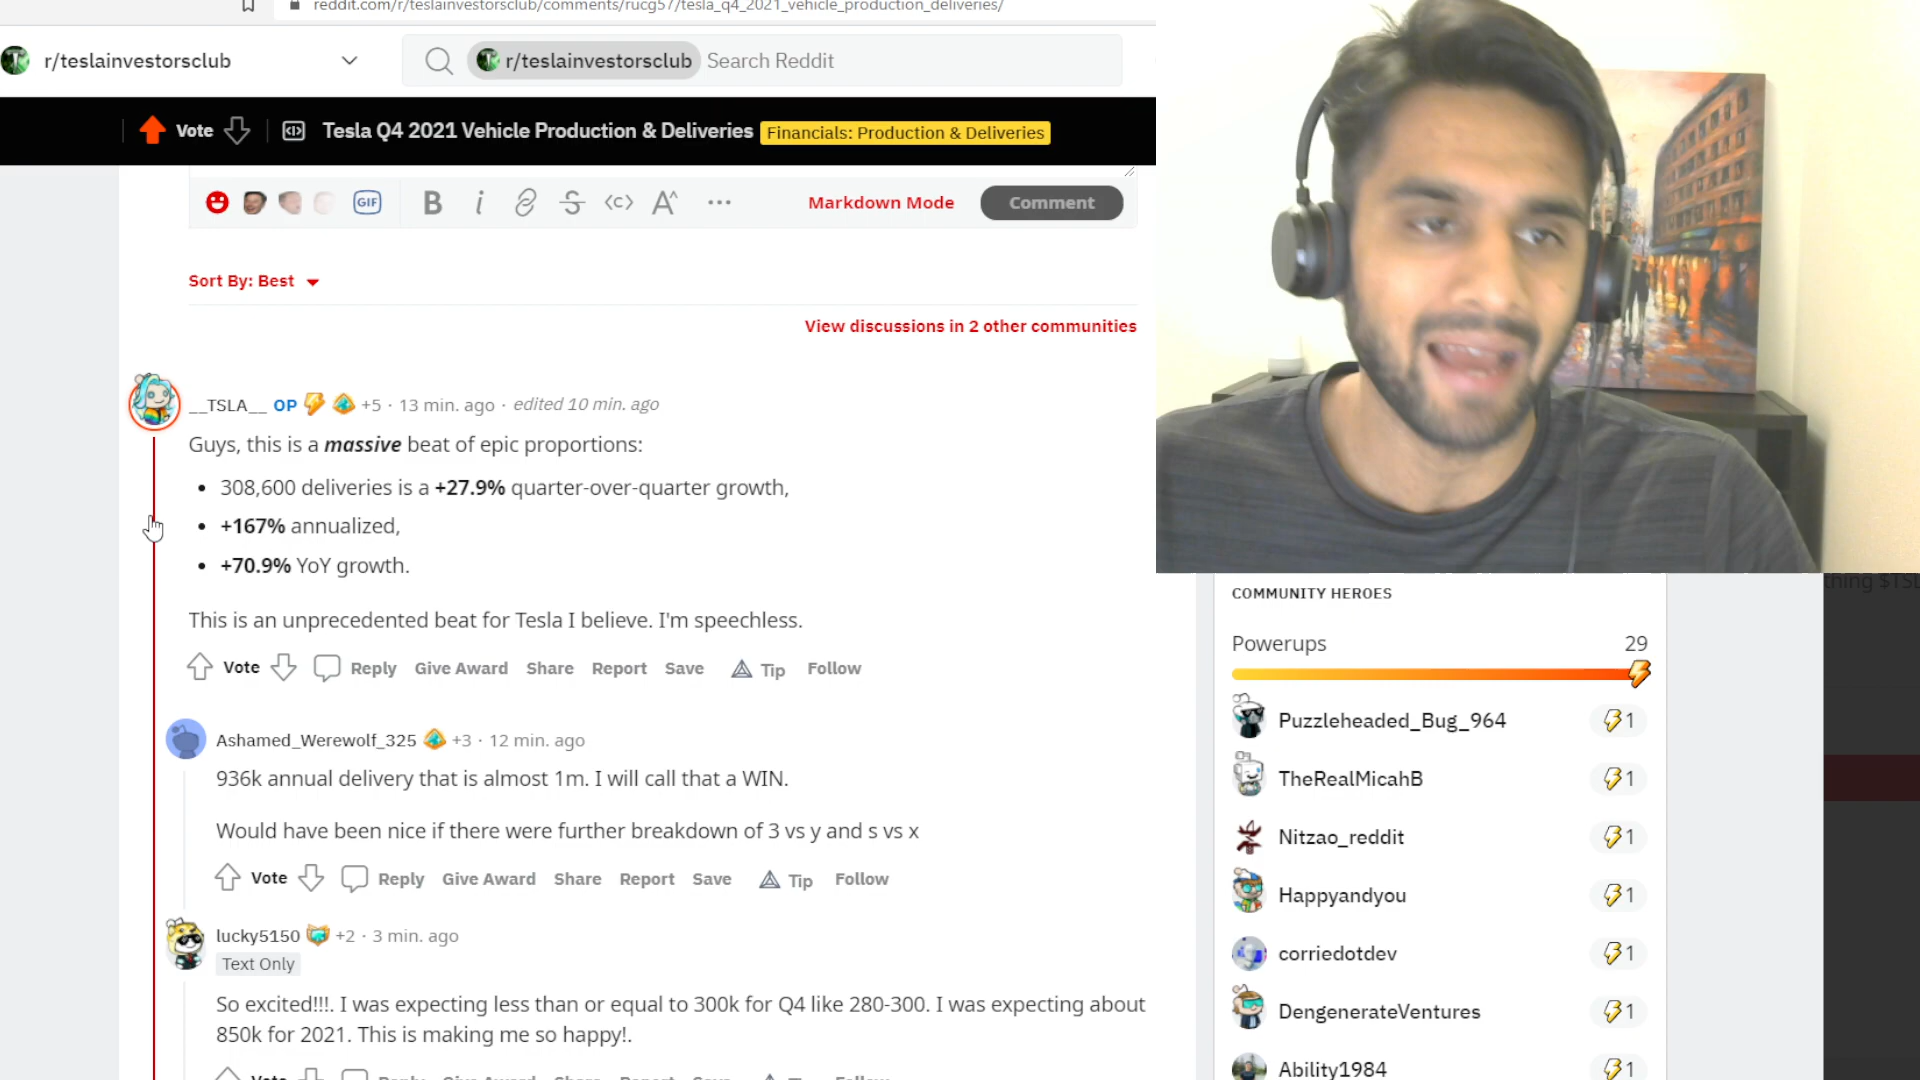 reddit.com/r/teslainvestorsclub/comments/rucg57/tesla_q4_2021_vehicle_production_deliveries/
r/teslainvestorsclub
r/teslainvestorsclub Search Reddit
Vote
Tesla Q4 2021 Vehicle Production & Deliveries Financials: Production & Deliveries
GIF B i S <c> A^ ...
Markdown Mode
Comment
Sort By: Best
View discussions in 2 other communities
__TSLA__ OP +5 · 13 min. ago · edited 10 min. ago
Guys, this is a massive beat of epic proportions:
• 308,600 deliveries is a +27.9% quarter-over-quarter growth,
• +167% annualized,
• +70.9% YoY growth.
This is an unprecedented beat for Tesla I believe. I'm speechless.
Vote Reply Give Award Share Report Save Tip Follow
Ashamed_Werewolf_325 +3 · 12 min. ago
936k annual delivery that is almost 1m. I will call that a WIN.
Would have been nice if there were further breakdown of 3 vs y and s vs x
Vote Reply Give Award Share Report Save Tip Follow
lucky5150 +2 · 3 min. ago
Text Only
So excited!!!. I was expecting less than or equal to 300k for Q4 like 280-300. I was expecting about
850k for 2021. This is making me so happy!.
Vote Reply Give Award Share Report Save Tip Follow
COMMUNITY HEROES
Powerups 29
Puzzleheaded_Bug_964 1
TheRealMicahB 1
Nitzao_reddit 1
Happyandyou 1
corriedotdev 1
DengenerateVentures 1
Ability1984 1